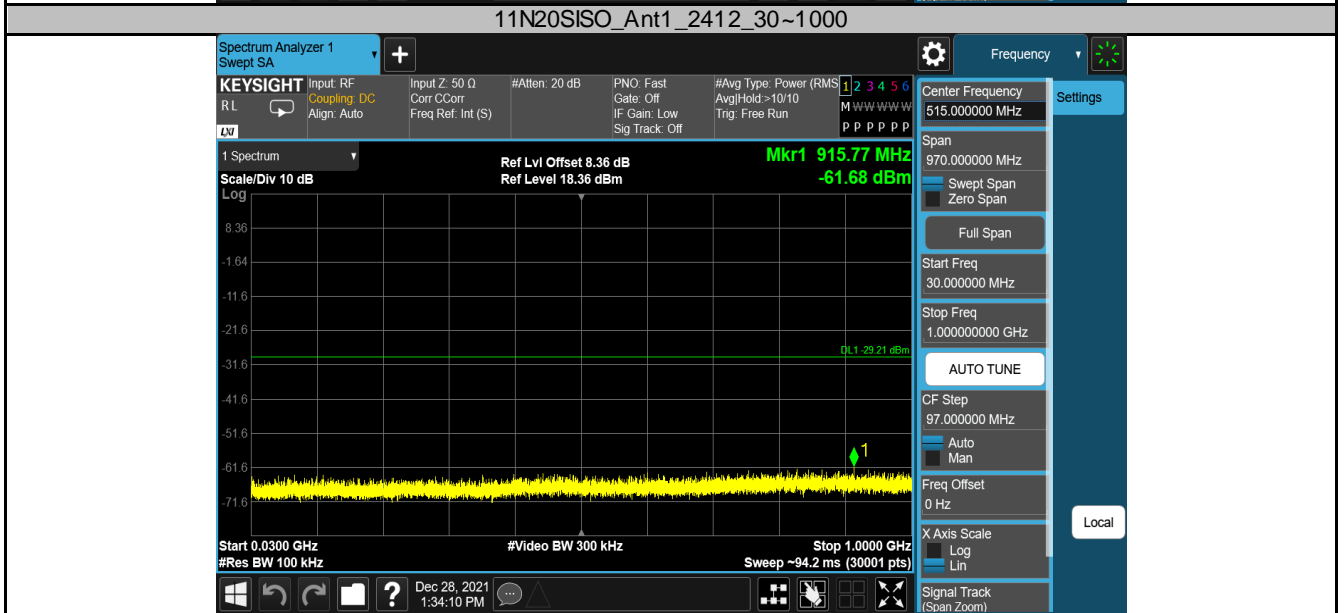 11N20SISO_Ant1_2412_30~1000
Spectrum Analyzer 1
Swept SA
Frequency
KEYSIGHT
R L
LXI
Input: RF
Coupling: DC
Align: Auto
Input Z: 50 Ω
Corr CCorr
Freq Ref: Int (S)
#Atten: 20 dB
PNO: Fast
Gate: Off
IF Gain: Low
Sig Track: Off
#Avg Type: Power (RMS
Avg|Hold:>10/10
Trig: Free Run
1 2 3 4 5 6
M W W W W W
P P P P P P
1 Spectrum
Scale/Div 10 dB
Ref Lvl Offset 8.36 dB
Ref Level 18.36 dBm
Mkr1 915.77 MHz
-61.68 dBm
Log
8.36
-1.64
-11.6
-21.6
DL1 -29.21 dBm
-31.6
-41.6
-51.6
1
-61.6
-71.6
Start 0.0300 GHz
#Video BW 300 kHz
Stop 1.0000 GHz
#Res BW 100 kHz
Sweep ~94.2 ms (30001 pts)
Center Frequency
515.000000 MHz
Settings
Span
970.000000 MHz
Swept Span
Zero Span
Full Span
Start Freq
30.000000 MHz
Stop Freq
1.000000000 GHz
AUTO TUNE
CF Step
97.000000 MHz
Auto
Man
Freq Offset
0 Hz
Local
X Axis Scale
Log
Lin
Signal Track
(Span Zoom)
?
Dec 28, 2021
1:34:10 PM